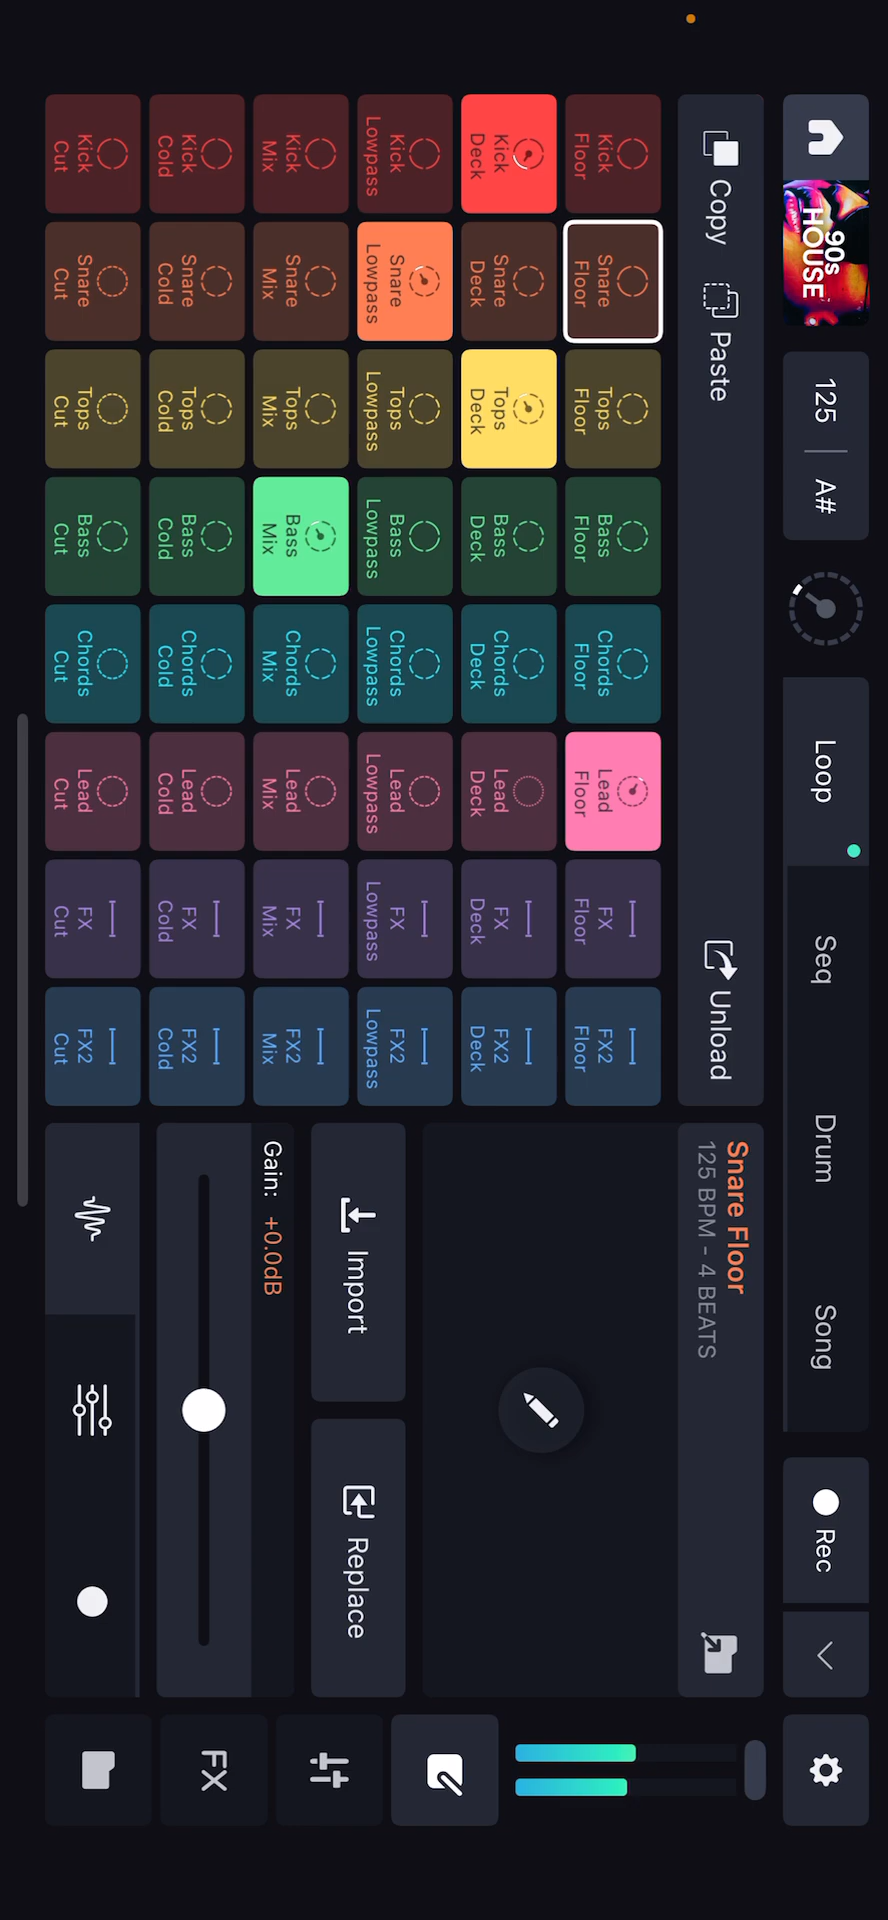 90s
HOUSE
125
A#
Loop
Seq
Drum
Song
Rec
Copy
Paste
Unload
Kick
Floor
Snare
Floor
Tops
Floor
Bass
Floor
Chords
Floor
Lead
Floor
FX
Floor
FX2
Floor
Kick
Deck
Snare
Deck
Tops
Deck
Bass
Deck
Chords
Deck
Lead
Deck
FX
Deck
FX2
Deck
Kick
Lowpass
Snare
Lowpass
Tops
Lowpass
Bass
Lowpass
Chords
Lowpass
Lead
Lowpass
FX
Lowpass
FX2
Lowpass
Kick
Mix
Snare
Mix
Tops
Mix
Bass
Mix
Chords
Mix
Lead
Mix
FX
Mix
FX2
Mix
Kick
Cold
Snare
Cold
Tops
Cold
Bass
Cold
Chords
Cold
Lead
Cold
FX
Cold
FX2
Cold
Kick
Cut
Snare
Cut
Tops
Cut
Bass
Cut
Chords
Cut
Lead
Cut
FX
Cut
FX2
Cut
Snare Floor
125 BPM - 4 BEATS
Import
Replace
Gain: +0.0dB
FX